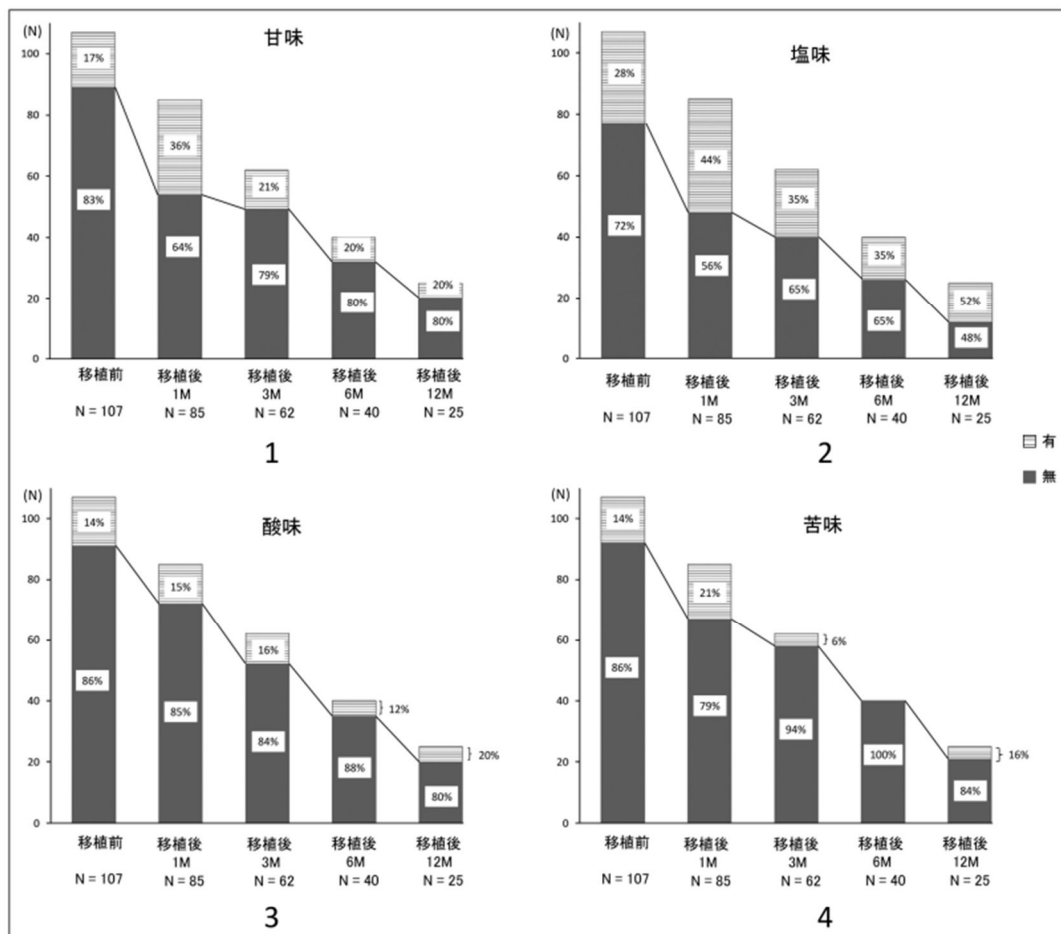 甘味
(N)
100
80
60
40
20
0
17%
83%
36%
64%
21%
79%
20%
80%
20%
80%
移植前
移植後
1M
移植後
3M
移植後
6M
移植後
12M
N = 107
N = 85
N = 62
N = 40
N = 25
1
塩味
(N)
100
80
60
40
20
0
28%
72%
44%
56%
35%
65%
35%
65%
52%
48%
移植前
移植後
1M
移植後
3M
移植後
6M
移植後
12M
N = 107
N = 85
N = 62
N = 40
N = 25
2
有
無
酸味
(N)
100
80
60
40
20
0
14%
86%
15%
85%
16%
84%
12%
88%
20%
80%
移植前
移植後
1M
移植後
3M
移植後
6M
移植後
12M
N = 107
N = 85
N = 62
N = 40
N = 25
3
苦味
(N)
100
80
60
40
20
0
14%
86%
21%
79%
6%
94%
100%
16%
84%
移植前
移植後
1M
移植後
3M
移植後
6M
移植後
12M
N = 107
N = 85
N = 62
N = 40
N = 25
4